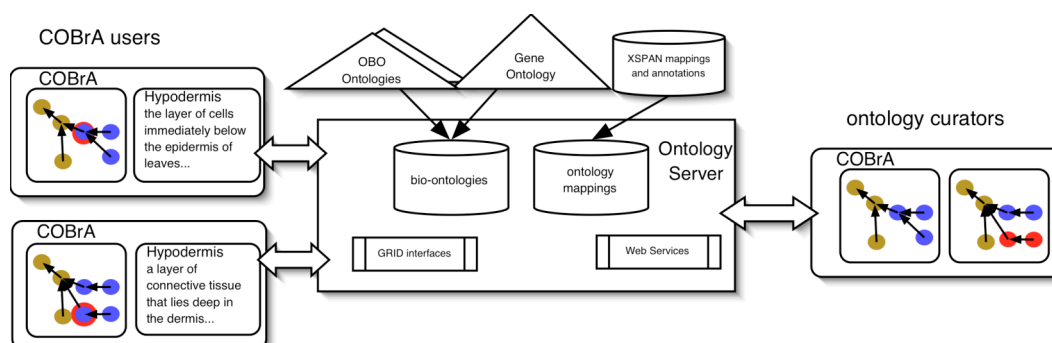 COBrA users
COBrA
Hypodermis
the layer of cells
immediately below
the epidermis of
leaves...
COBrA
Hypodermis
a layer of
connective tissue
that lies deep in
the dermis...
OBO
Ontologies
Gene
Ontology
XSPAN mappings
and annotations
Ontology
Server
bio-ontologies
ontology
mappings
GRID interfaces
Web Services
ontology curators
COBrA